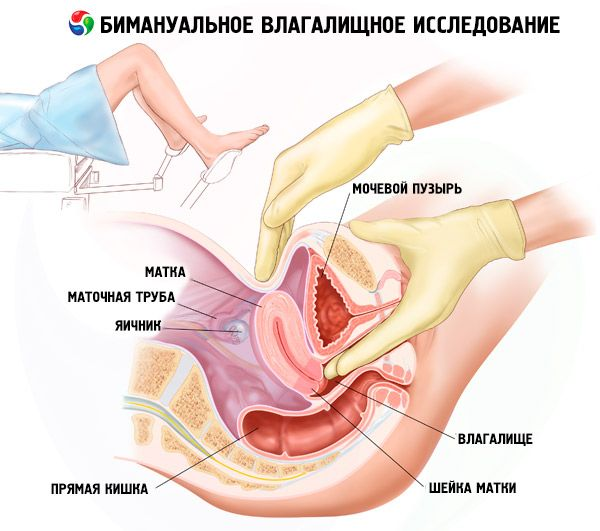 БИМАНУАЛЬНОЕ ВЛАГАЛИЩНОЕ ИССЛЕДОВАНИЕ
МОЧЕВОЙ ПУЗЫРЬ
МАТКА
МАТОЧНАЯ ТРУБА
ЯИЧНИК
ВЛАГАЛИЩЕ
ПРЯМАЯ КИШКА
ШЕЙКА МАТКИ